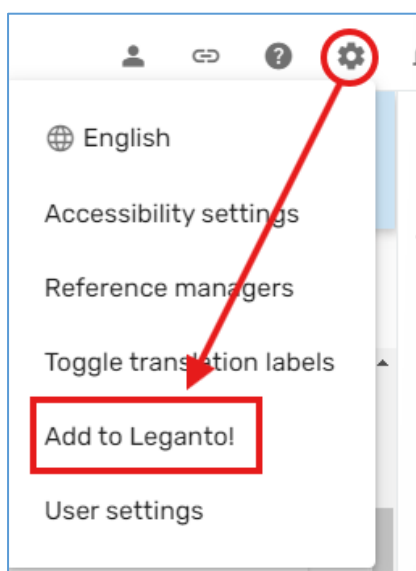 English
Accessibility settings
Reference managers
Toggle translation labels
Add to Leganto!
User settings